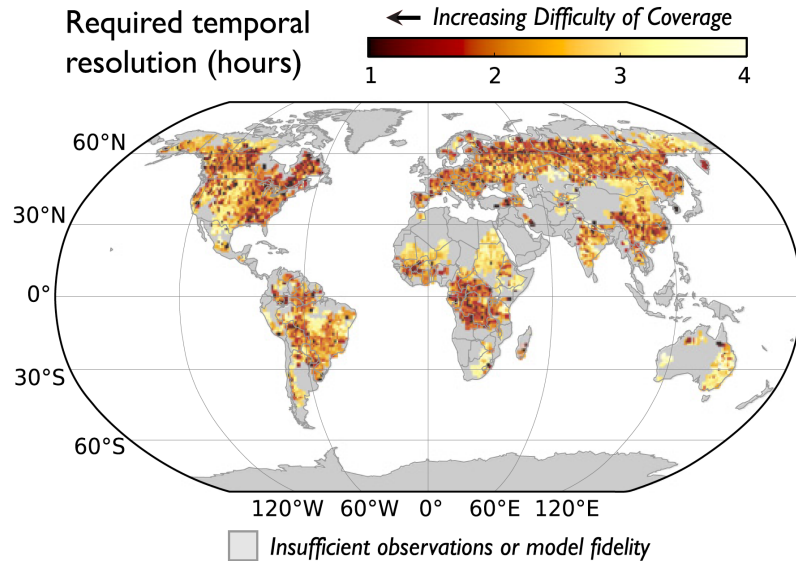 Required temporal
resolution (hours)
← Increasing Difficulty of Coverage
1 2 3 4
60°N
30°N
0°
30°S
60°S
120°W 60°W 0° 60°E 120°E
Insufficient observations or model fidelity